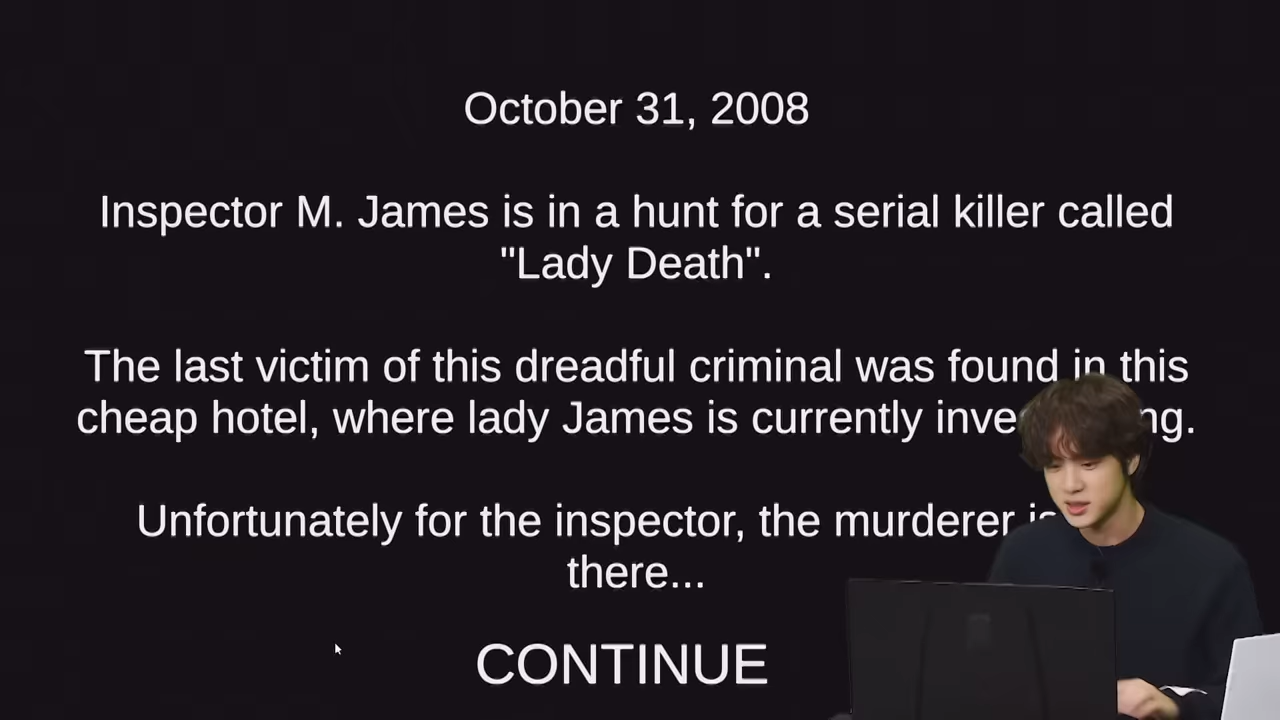 October 31, 2008
Inspector M. James is in a hunt for a serial killer called
"Lady Death".
The last victim of this dreadful criminal was found in this
cheap hotel, where lady James is currently
Unfortunately for the inspector, the murderer is
there...
CONTINUE